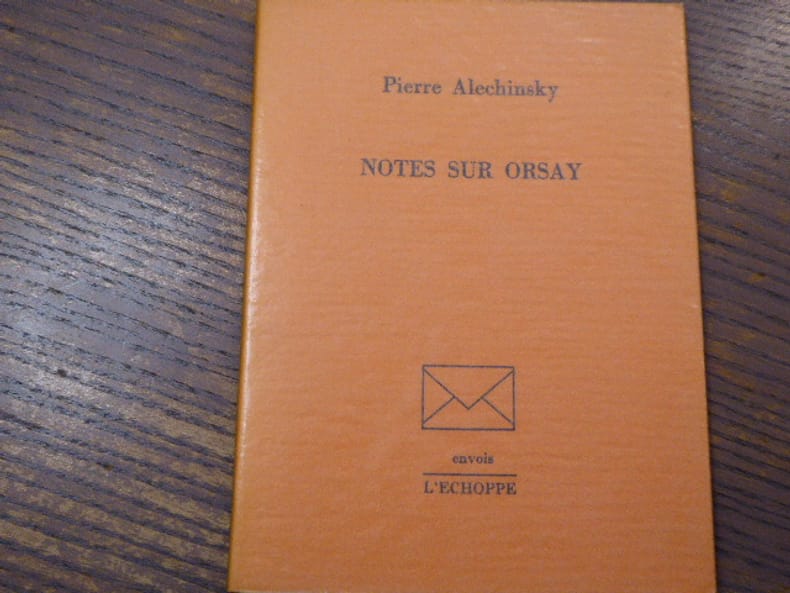 Pierre Alechinsky
NOTES SUR ORSAY
envois
L'ECHOPPE